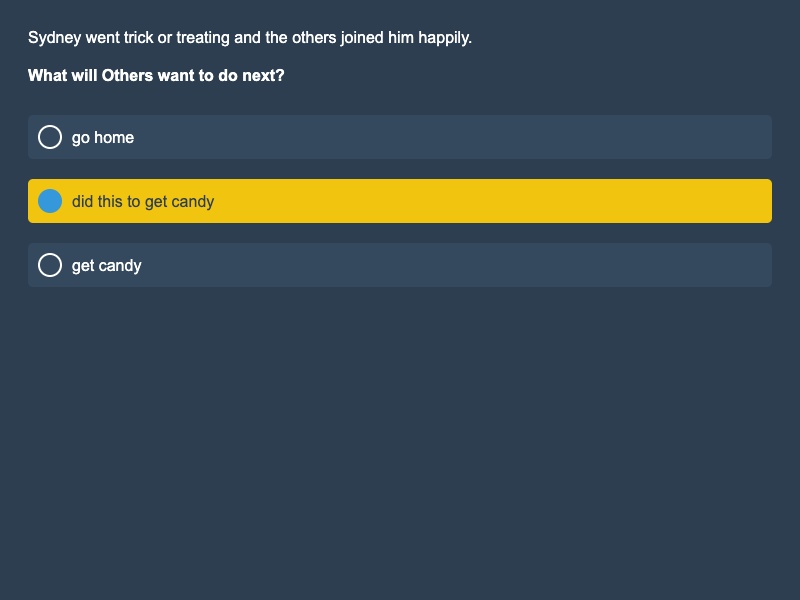 Sydney went trick or treating and the others joined him happily.
What will Others want to do next?
go home
did this to get candy
get candy